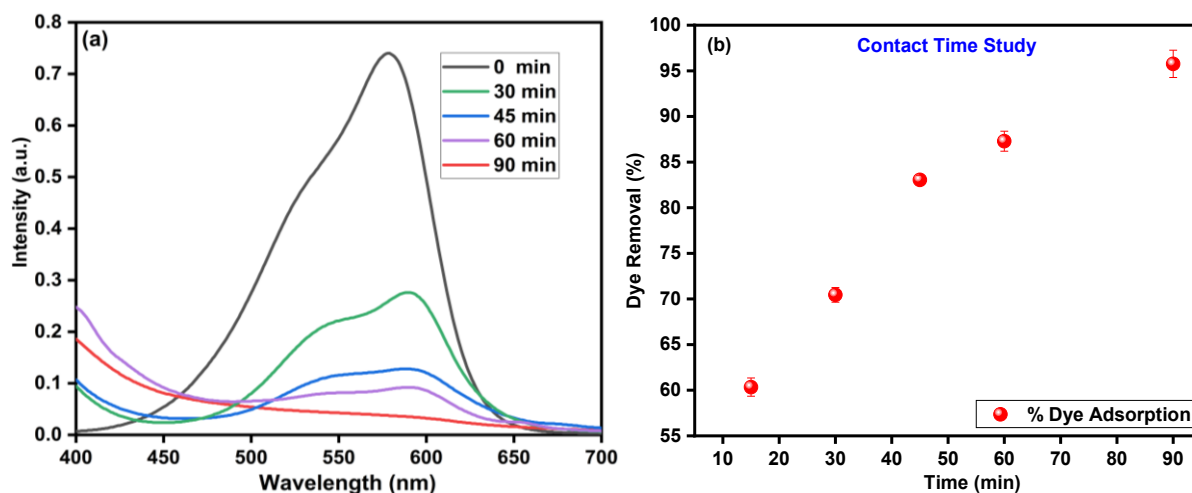 (a)
0 min
30 min
45 min
60 min
90 min
0.8
0.7
0.6
0.5
0.4
0.3
0.2
0.1
0.0
Intensity (a.u.)
400 450 500 550 600 650 700
Wavelength (nm)
(b)
Contact Time Study
100
95
90
85
80
75
70
65
60
55
Dye Removal (%)
% Dye Adsorption
10 20 30 40 50 60 70 80 90
Time (min)